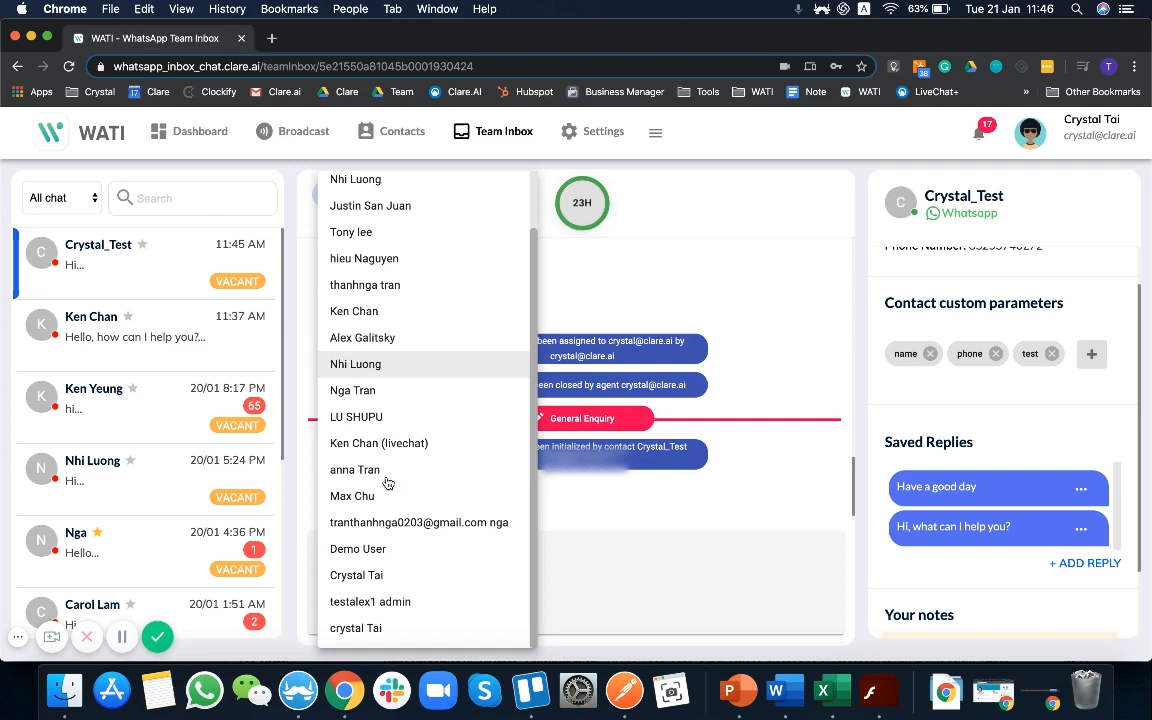 Chrome File Edit View History Bookmarks People Tab Window Help
A 63% Tue 21 Jan 11:46
WATI - WhatsApp Team Inbox
whatsapp_inbox_chat.clare.ai/teamInbox/5e21550a81045b0001930424
38 T
Apps Crystal Clare Clockify Clare.ai Clare Team Clare.AI Hubspot Business Manager Tools WATI Note WATI LiveChat+ » Other Bookmarks
17
WATI Dashboard Broadcast Contacts Team Inbox Settings
Crystal Tai
crystal@clare.ai
All chat
Search
C
Crystal_Test 11:45 AM
Hi...
VACANT
K
Ken Chan 11:37 AM
Hello, how can I help you?...
K
Ken Yeung 20/01 8:17 PM
hi... 65
VACANT
N
Nhi Luong 20/01 5:24 PM
Hi...
VACANT
N
Nga 20/01 4:36 PM
Hello... 1
VACANT
C
Carol Lam 20/01 1:51 AM
Hi 2
Nhi Luong
Justin San Juan
Tony lee
hieu Nguyen
thanhnga tran
Ken Chan
Alex Galitsky
Nhi Luong
Nga Tran
LU SHUPU
Ken Chan (livechat)
anna Tran
Max Chu
tranthanhnga0203@gmail.com nga
Demo User
Crystal Tai
testalex1 admin
crystal Tai
23H
been assigned to crystal@clare.ai by
crystal@clare.ai
een closed by agent crystal@clare.ai
General Enquiry
een initialized by contact Crystal_Test
C
Crystal_Test
Whatsapp
Contact custom parameters
name phone test
Saved Replies
Have a good day
Hi, what can I help you?
+ ADD REPLY
Your notes